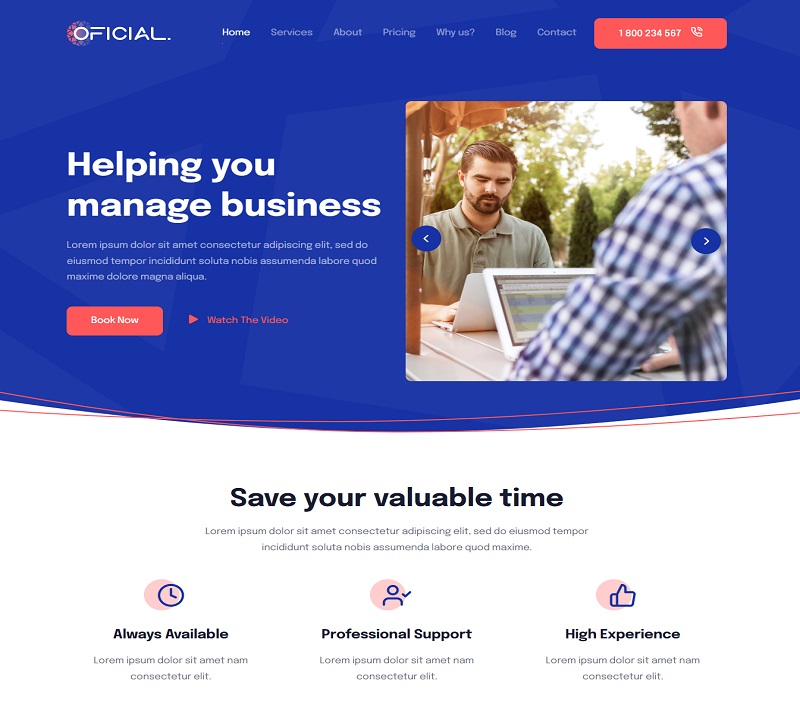 OFICIAL.
Home Services About Pricing Why us? Blog Contact
1 800 234 567
Helping you
manage business
Lorem ipsum dolor sit amet consectetur adipiscing elit, sed do
eiusmod tempor incididunt soluta nobis assumenda labore quod
maxime dolore magna aliqua.
Book Now
Watch The Video
Save your valuable time
Lorem ipsum dolor sit amet consectetur adipiscing elit, sed do eiusmod tempor
incididunt soluta nobis assumenda labore quod maxime.
Always Available
Lorem ipsum dolor sit amet nam
consectetur elit.
Professional Support
Lorem ipsum dolor sit amet nam
consectetur elit.
High Experience
Lorem ipsum dolor sit amet nam
consectetur elit.